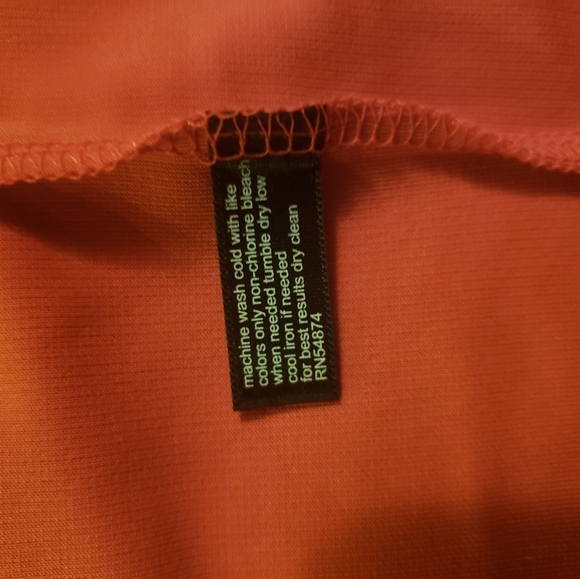 machine wash cold with like
colors only non-chlorine bleach
when needed tumble dry low
cool iron if needed
for best results dry clean
RN54874